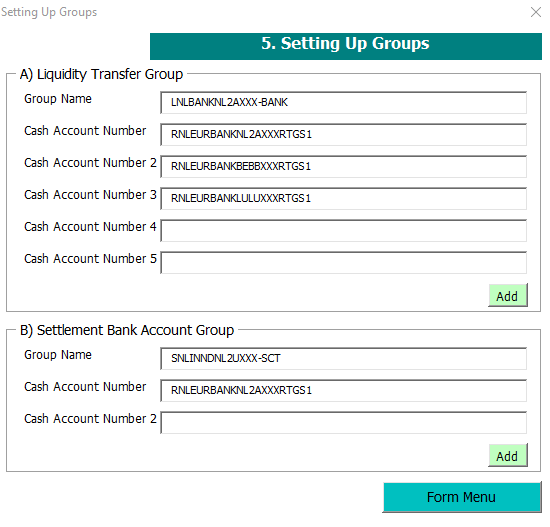 Setting Up Groups
5. Setting Up Groups
A) Liquidity Transfer Group
Group Name LNLBANKNL2AXXX-BANK
Cash Account Number RNLEURBANKNL2AXXXRTGS1
Cash Account Number 2 RNLEURBANKBEBBXXXRTGS1
Cash Account Number 3 RNLEURBANKLULUXXXRTGS1
Cash Account Number 4
Cash Account Number 5
Add
B) Settlement Bank Account Group
Group Name SNLINNDNL2UXXX-SCT
Cash Account Number RNLEURBANKNL2AXXXRTGS1
Cash Account Number 2
Add
Form Menu